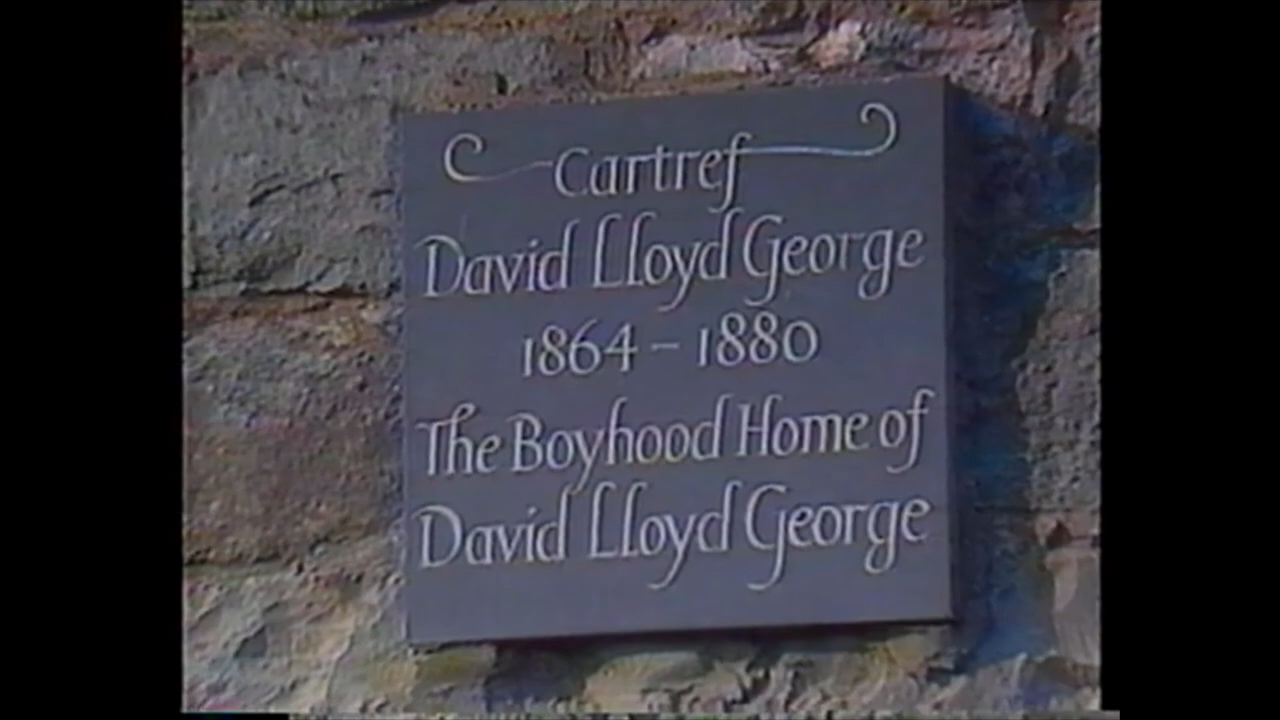 Cartref
David Lloyd George
1864 - 1880
The Boyhood Home of
David Lloyd George